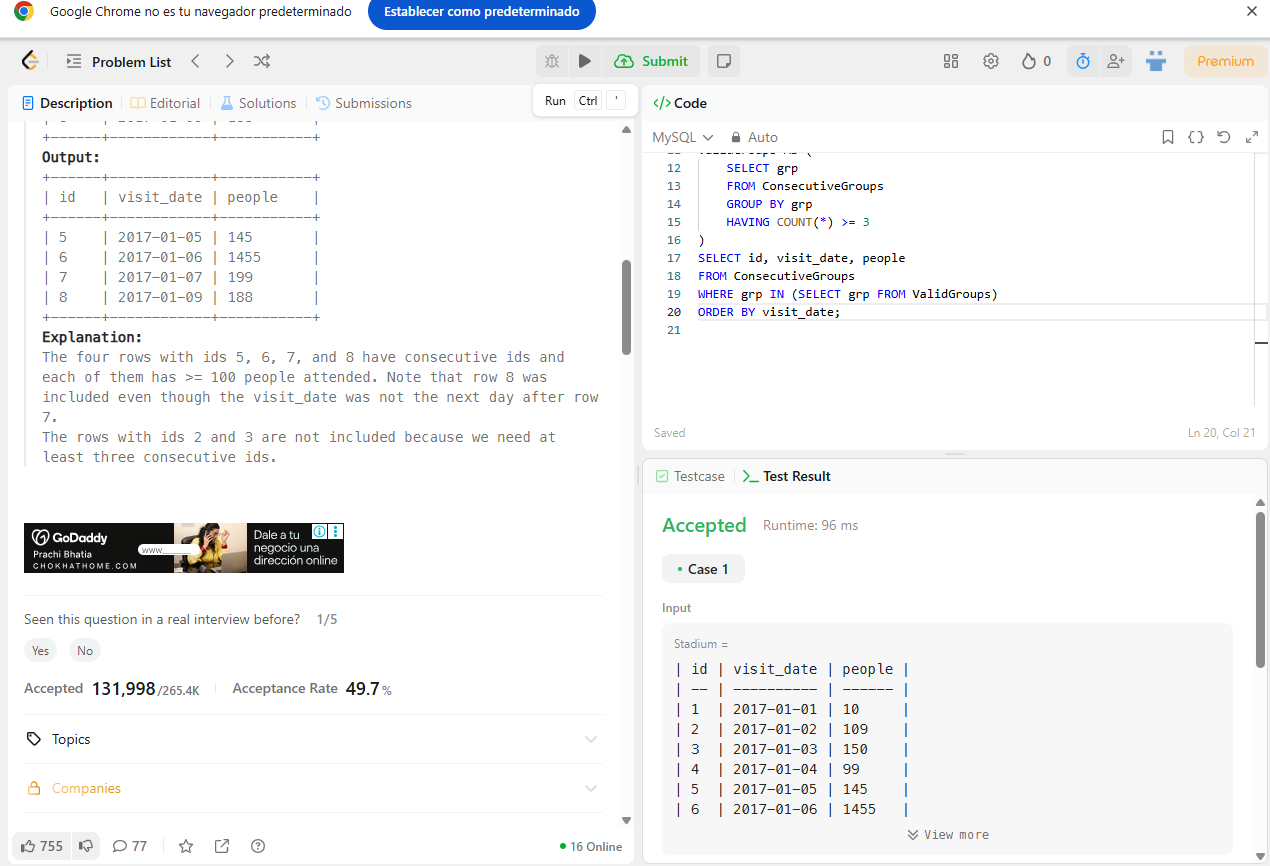 Google Chrome no es tu navegador predeterminado
Establecer como predeterminado
Problem List
Submit
0
Premium
Description
Editorial
Solutions
Submissions
Run Ctrl '
+------+------------+-----------+
Output:
+------+------------+-----------+
| id | visit_date | people |
+------+------------+-----------+
| 5 | 2017-01-05 | 145 |
| 6 | 2017-01-06 | 1455 |
| 7 | 2017-01-07 | 199 |
| 8 | 2017-01-09 | 188 |
+------+------------+-----------+
Explanation:
The four rows with ids 5, 6, 7, and 8 have consecutive ids and
each of them has >= 100 people attended. Note that row 8 was
included even though the visit_date was not the next day after row
7.
The rows with ids 2 and 3 are not included because we need at
least three consecutive ids.
GoDaddy
Prachi Bhatia
CHOKHATHOME.COM
www.
Dale a tu
negocio una
dirección online
Seen this question in a real interview before? 1/5
Yes
No
Accepted 131,998/265.4K
Acceptance Rate 49.7%
Topics
Companies
755
77
16 Online
</> Code
MySQL
Auto
12 SELECT grp
13 FROM ConsecutiveGroups
14 GROUP BY grp
15 HAVING COUNT(*) >= 3
16 )
17 SELECT id, visit_date, people
18 FROM ConsecutiveGroups
19 WHERE grp IN (SELECT grp FROM ValidGroups)
20 ORDER BY visit_date;
21
Saved
Ln 20, Col 21
Testcase
>_ Test Result
Accepted
Runtime: 96 ms
• Case 1
Input
Stadium =
| id | visit_date | people |
| -- | ---------- | ------ |
| 1 | 2017-01-01 | 10 |
| 2 | 2017-01-02 | 109 |
| 3 | 2017-01-03 | 150 |
| 4 | 2017-01-04 | 99 |
| 5 | 2017-01-05 | 145 |
| 6 | 2017-01-06 | 1455 |
View more